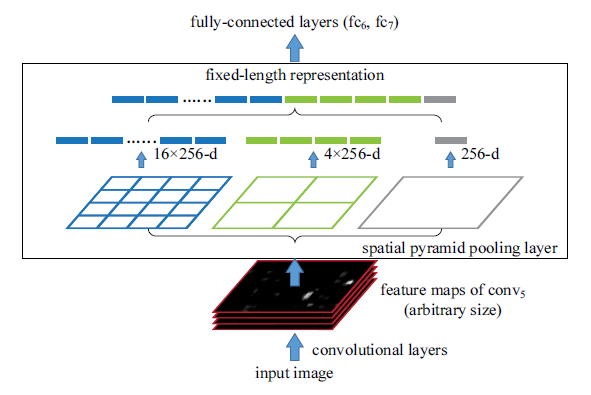 fully-connected layers (fc₆, fc₇)
fixed-length representation
16×256-d
4×256-d
256-d
spatial pyramid pooling layer
feature maps of conv₅
(arbitrary size)
convolutional layers
input image